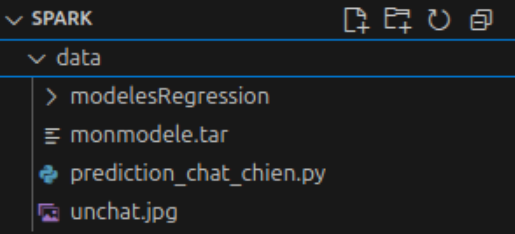 SPARK
data
modelesRegression
monmodele.tar
prediction_chat_chien.py
unchat.jpg